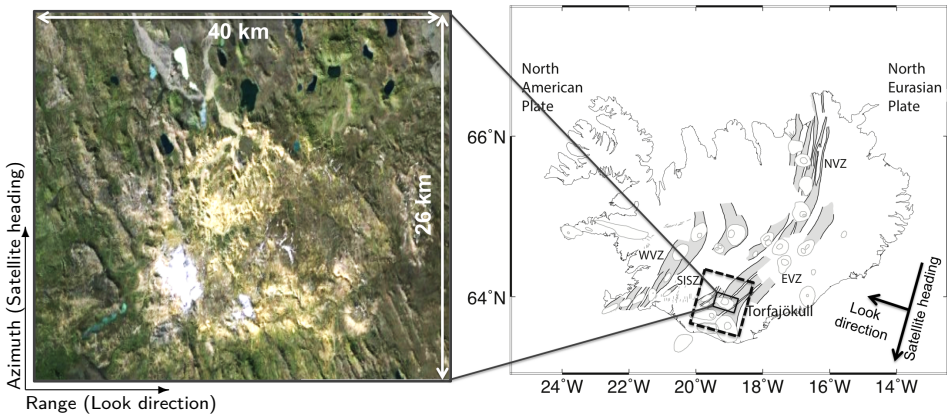 40 km
26 km
Azimuth (Satellite heading)
Range (Look direction)
North
American
Plate
North
Eurasian
Plate
66°N
64°N
NVZ
WVZ
SISZ
EVZ
Torfajökull
Look
direction
Satellite heading
24°W 22°W 20°W 18°W 16°W 14°W